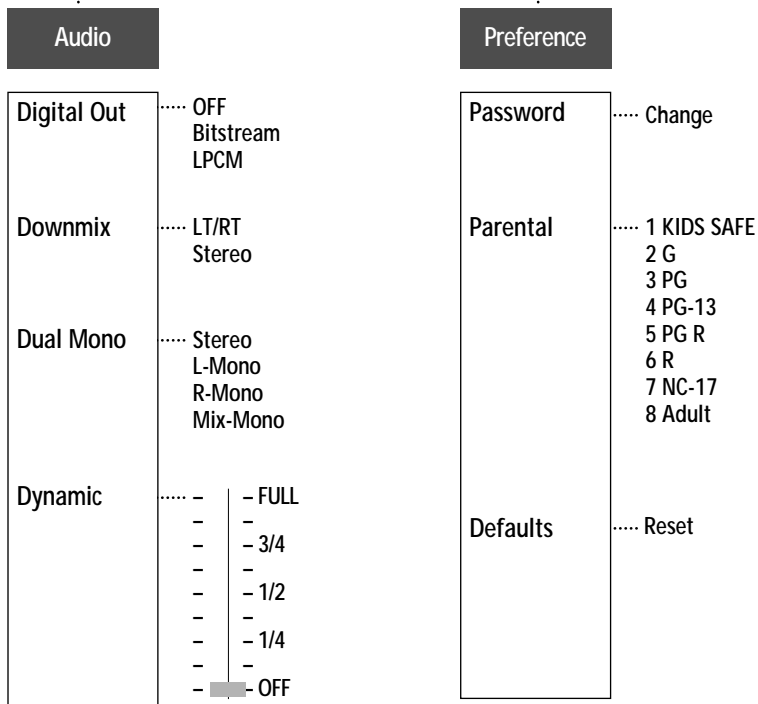 Audio
Digital Out
OFF
Bitstream
LPCM
Downmix
LT/RT
Stereo
Dual Mono
Stereo
L-Mono
R-Mono
Mix-Mono
Dynamic
FULL
3/4
1/2
1/4
OFF
Preference
Password
Change
Parental
1 KIDS SAFE
2 G
3 PG
4 PG-13
5 PG R
6 R
7 NC-17
8 Adult
Defaults
Reset